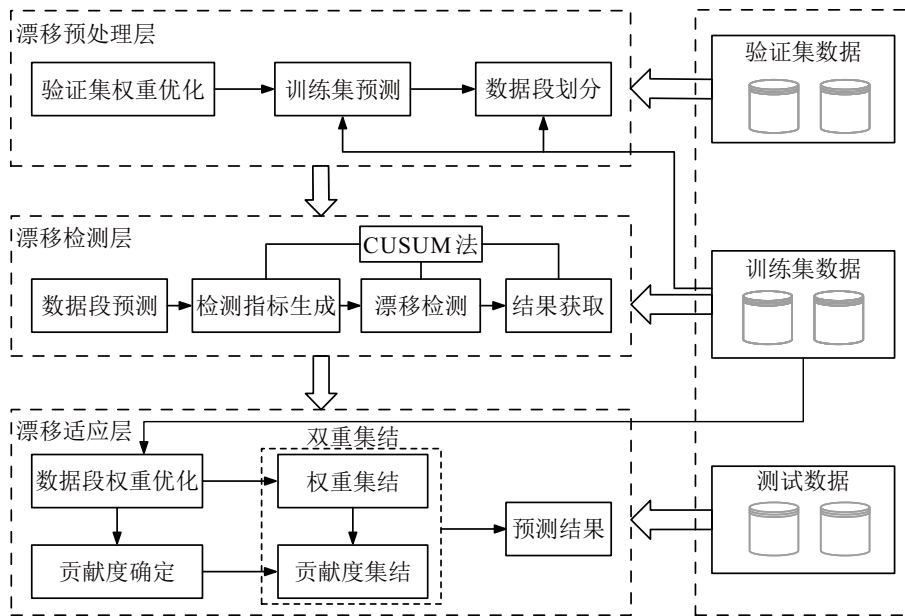 漂移预处理层
验证集权重优化
训练集预测
数据段划分
验证集数据
漂移检测层
CUSUM 法
数据段预测
检测指标生成
漂移检测
结果获取
训练集数据
漂移适应层
双重集结
数据段权重优化
权重集结
预测结果
贡献度确定
贡献度集结
测试数据